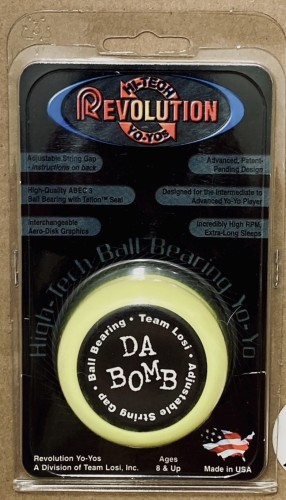 HI-TECH
REVOLUTION
YO-YOs
Adjustable String Gap
- Instructions on back
Advanced, Patent-
Pending Design
High-Quality ABEC 3
Ball Bearing with Teflon™ Seal
Designed for the Intermediate to
Advanced Yo-Yo Player
Interchangeable
Aero-Disk Graphics
Incredibly High RPM,
Extra-Long Sleeps
High-Tech Ball Bearing Yo-Yo
Ball Bearing • Team Losi • Adjustable String Gap •
DA
BOMB
Revolution Yo-Yos
A Division of Team Losi, Inc.
Ages
8 & Up
Made in USA